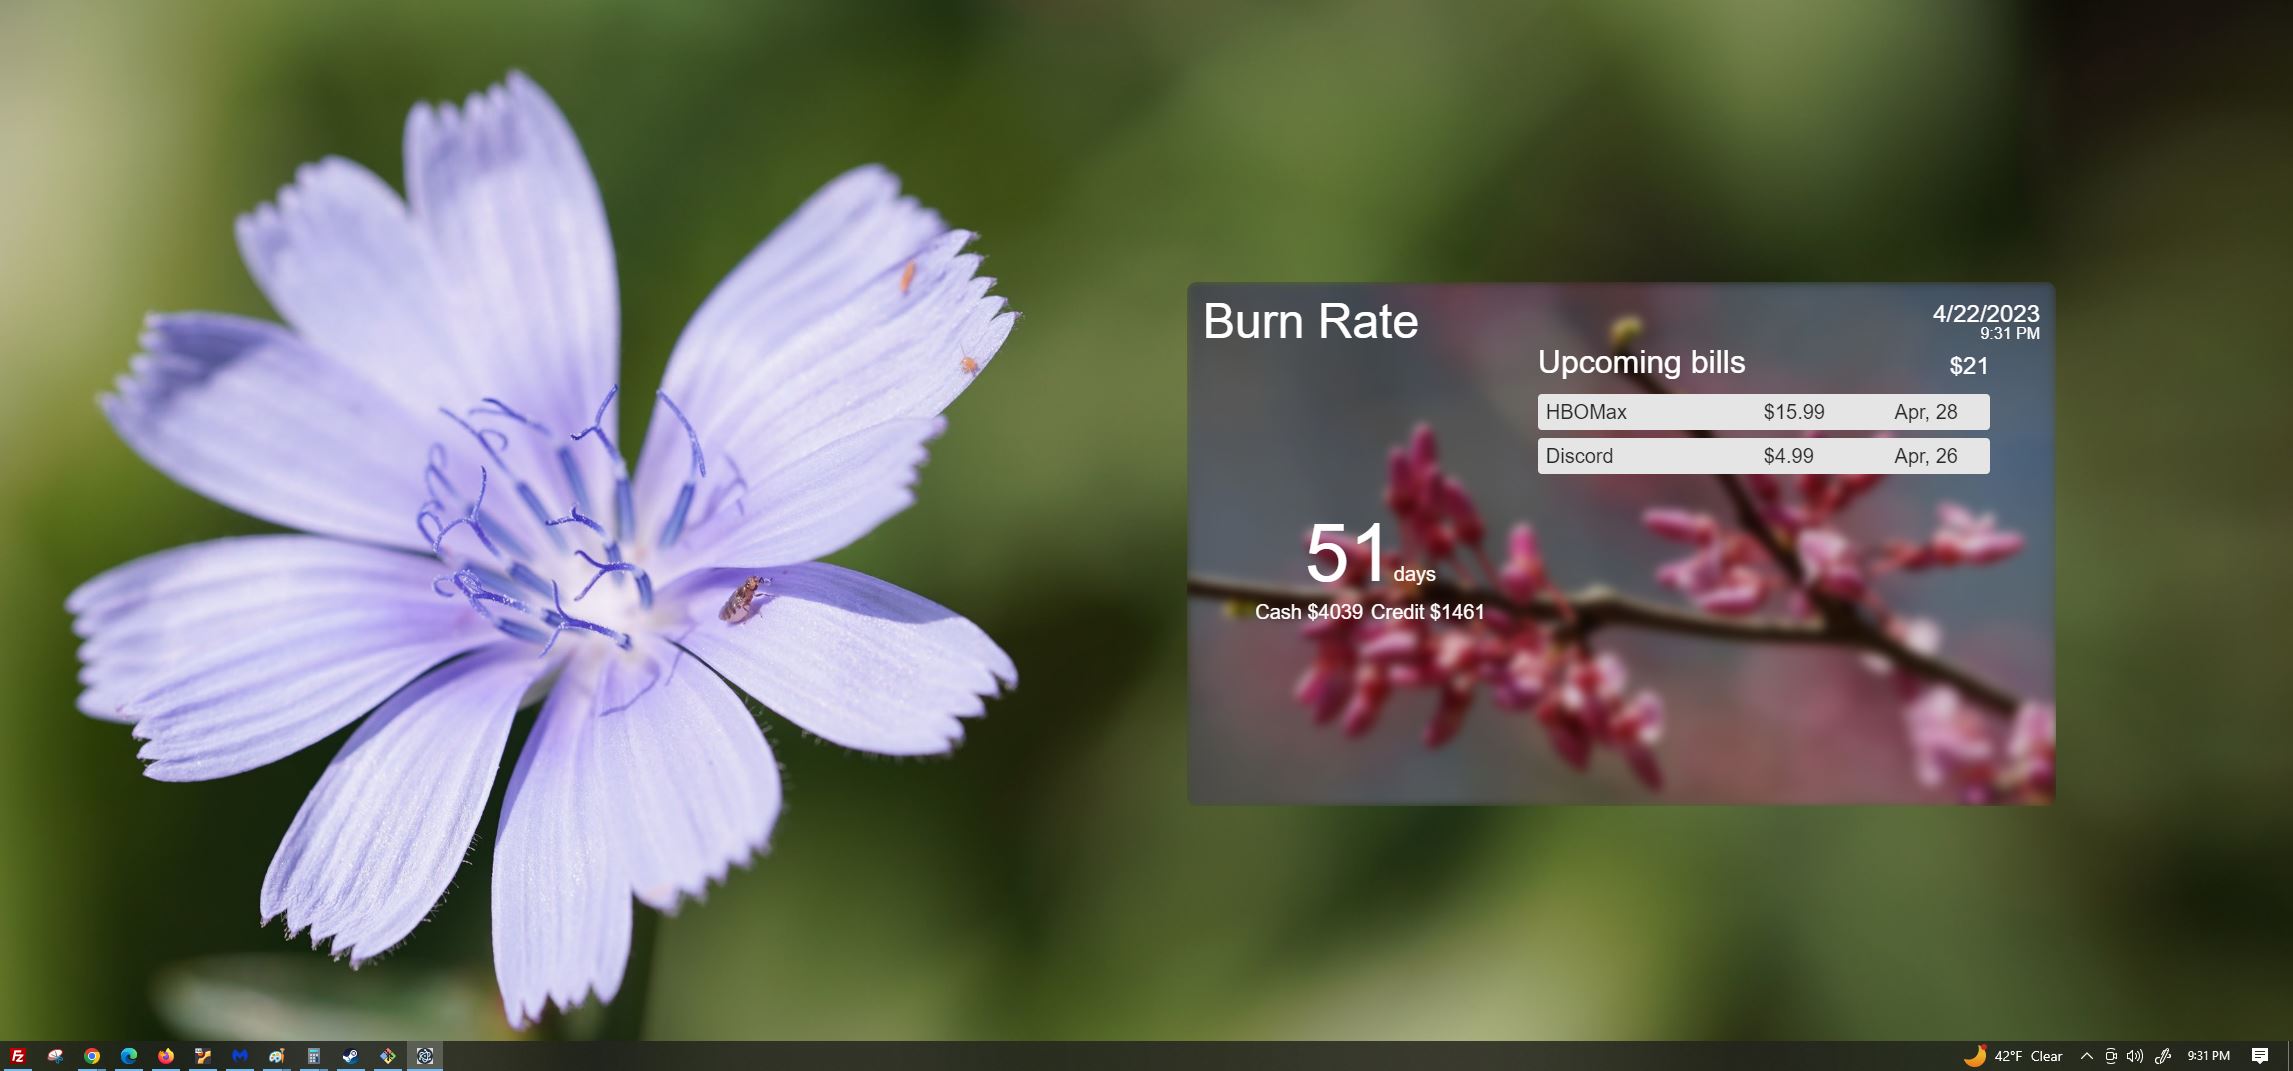 Burn Rate
4/22/2023
9:31 PM
Upcoming bills $21
HBOMax $15.99 Apr, 28
Discord $4.99 Apr, 26
51 days
Cash $4039 Credit $1461
Fz
42°F Clear 9:31 PM